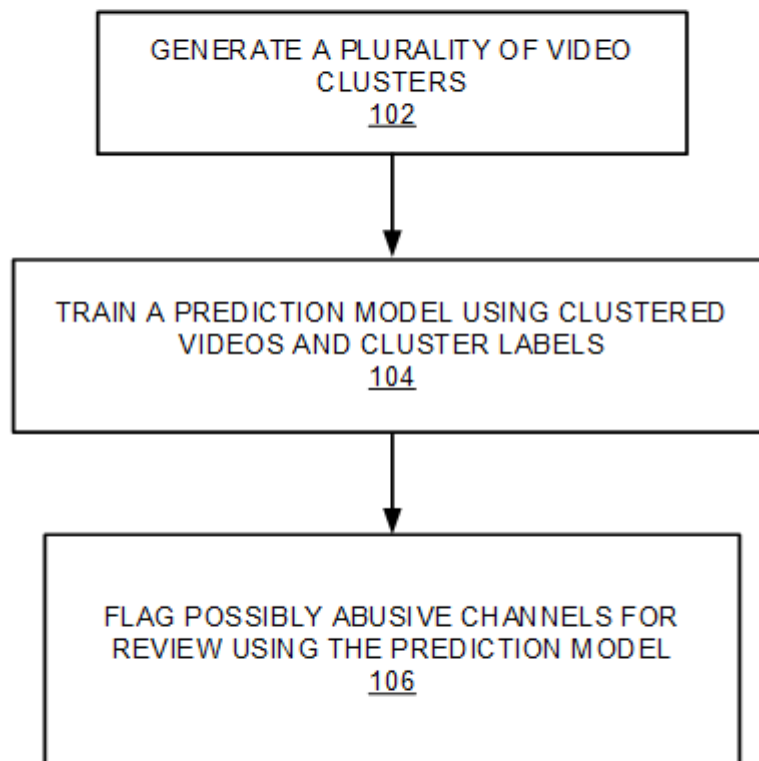 GENERATE A PLURALITY OF VIDEO
CLUSTERS
102
TRAIN A PREDICTION MODEL USING CLUSTERED
VIDEOS AND CLUSTER LABELS
104
FLAG POSSIBLY ABUSIVE CHANNELS FOR
REVIEW USING THE PREDICTION MODEL
106